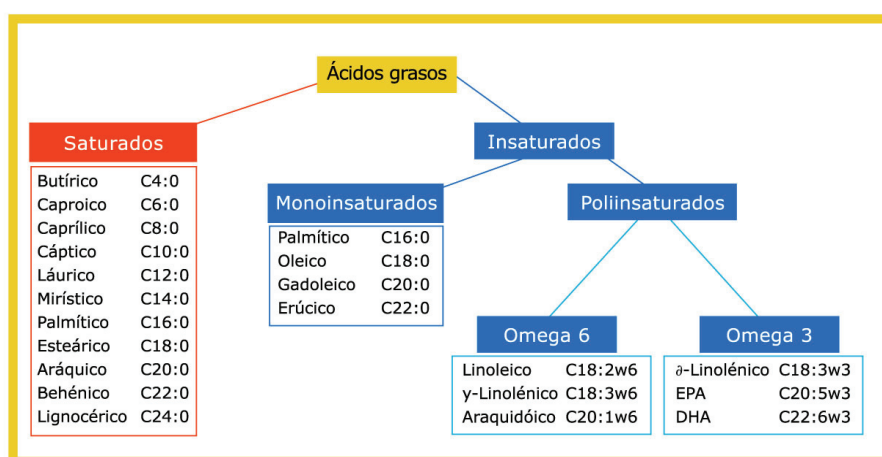 Ácidos grasos
Saturados
Insaturados
Butírico C4:0
Caproico C6:0
Caprílico C8:0
Cáptico C10:0
Láurico C12:0
Mirístico C14:0
Palmítico C16:0
Esteárico C18:0
Aráquico C20:0
Behénico C22:0
Lignocérico C24:0
Monoinsaturados
Palmítico C16:0
Oleico C18:0
Gadoleico C20:0
Erúcico C22:0
Poliinsaturados
Omega 6
Linoleico C18:2w6
y-Linolénico C18:3w6
Araquidóico C20:1w6
Omega 3
∂-Linolénico C18:3w3
EPA C20:5w3
DHA C22:6w3